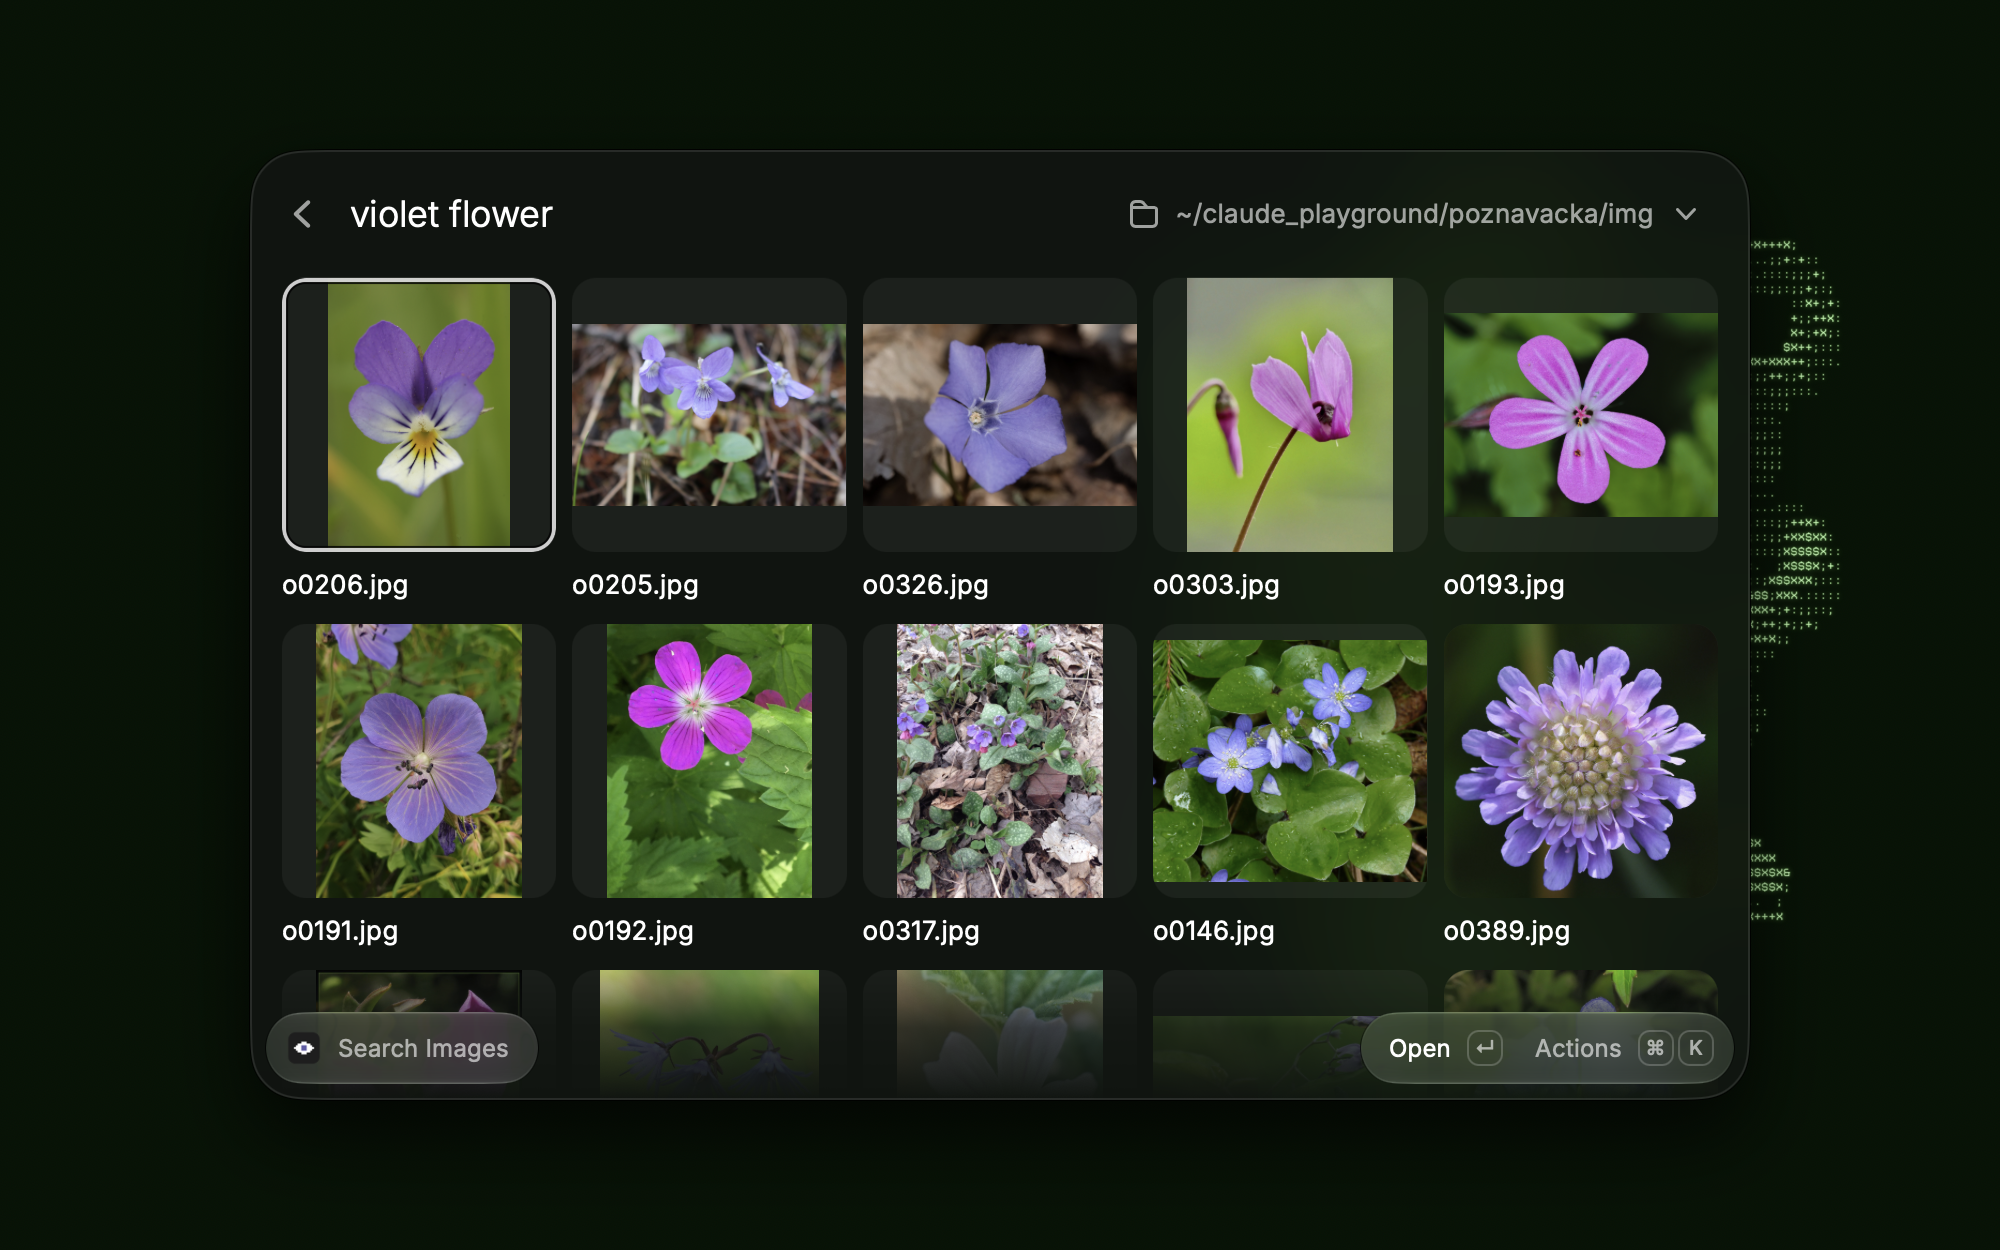 violet flower
~/claude_playground/poznavacka/img
o0206.jpg
o0205.jpg
o0326.jpg
o0303.jpg
o0193.jpg
o0191.jpg
o0192.jpg
o0317.jpg
o0146.jpg
o0389.jpg
Search Images
Open
Actions ⌘ K